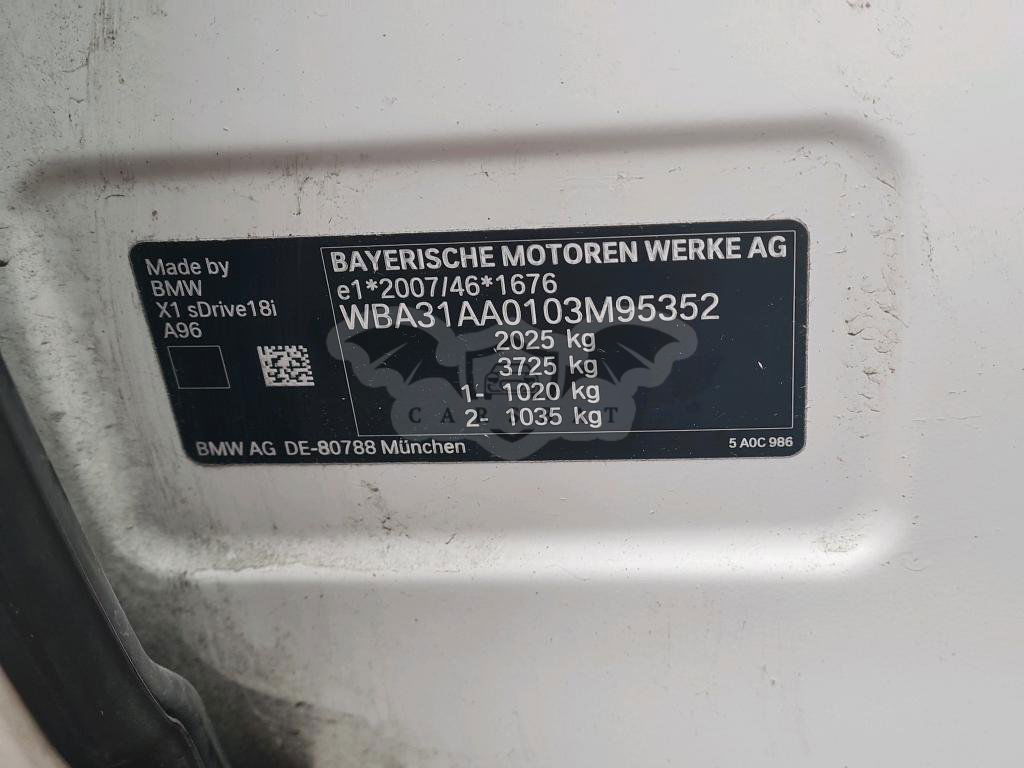 Made by
BMW
X1 sDrive18i
A96
BAYERISCHE MOTOREN WERKE AG
e1*2007/46*1676
WBA31AA0103M95352
2025 kg
3725 kg
1- 1020 kg
2- 1035 kg
BMW AG DE-80788 München
5 A0C 986